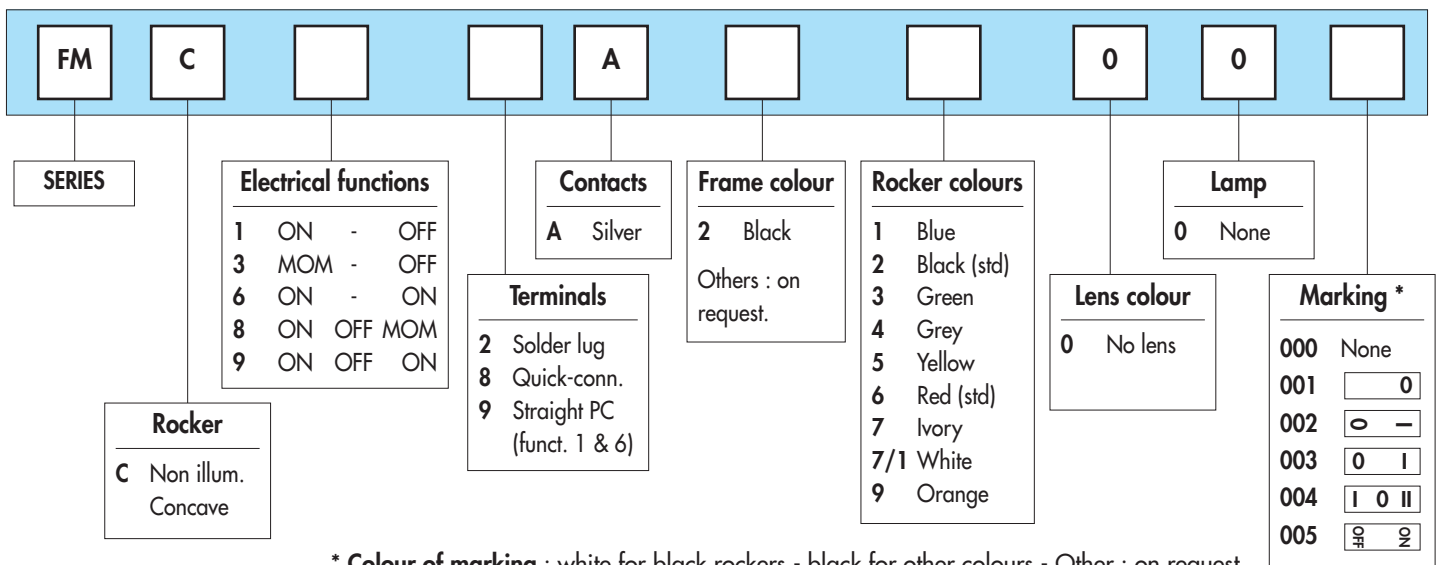 FM C A 0 0
SERIES
Electrical functions
1 ON - OFF
3 MOM - OFF
6 ON - ON
8 ON OFF MOM
9 ON OFF ON
Contacts
A Silver
Frame colour
2 Black
Others : on
request.
Rocker colours
1 Blue
2 Black (std)
3 Green
4 Grey
5 Yellow
6 Red (std)
7 Ivory
7/1 White
9 Orange
Lamp
0 None
Terminals
2 Solder lug
8 Quick-conn.
9 Straight PC
(funct. 1 & 6)
Lens colour
0 No lens
Marking *
000 None
001 0
002 0 I
003 0 I
004 I 0 II
005 OFF ON
Rocker
C Non illum.
Concave
* Colour of marking : white for black rockers - black for other colours - Other : on request